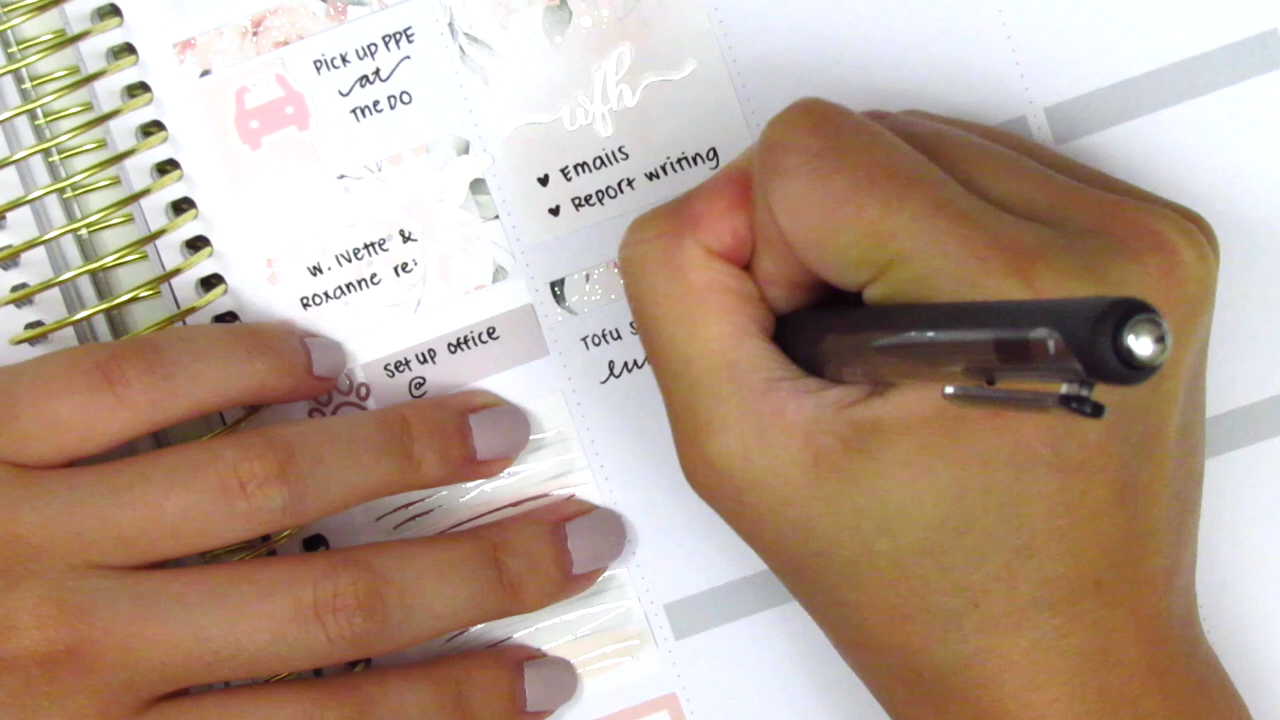 Pick up PPE
at
The DO
W. Ivette &
Roxanne re:
set up office
@
wfh
Emails
Report writing
Tofu